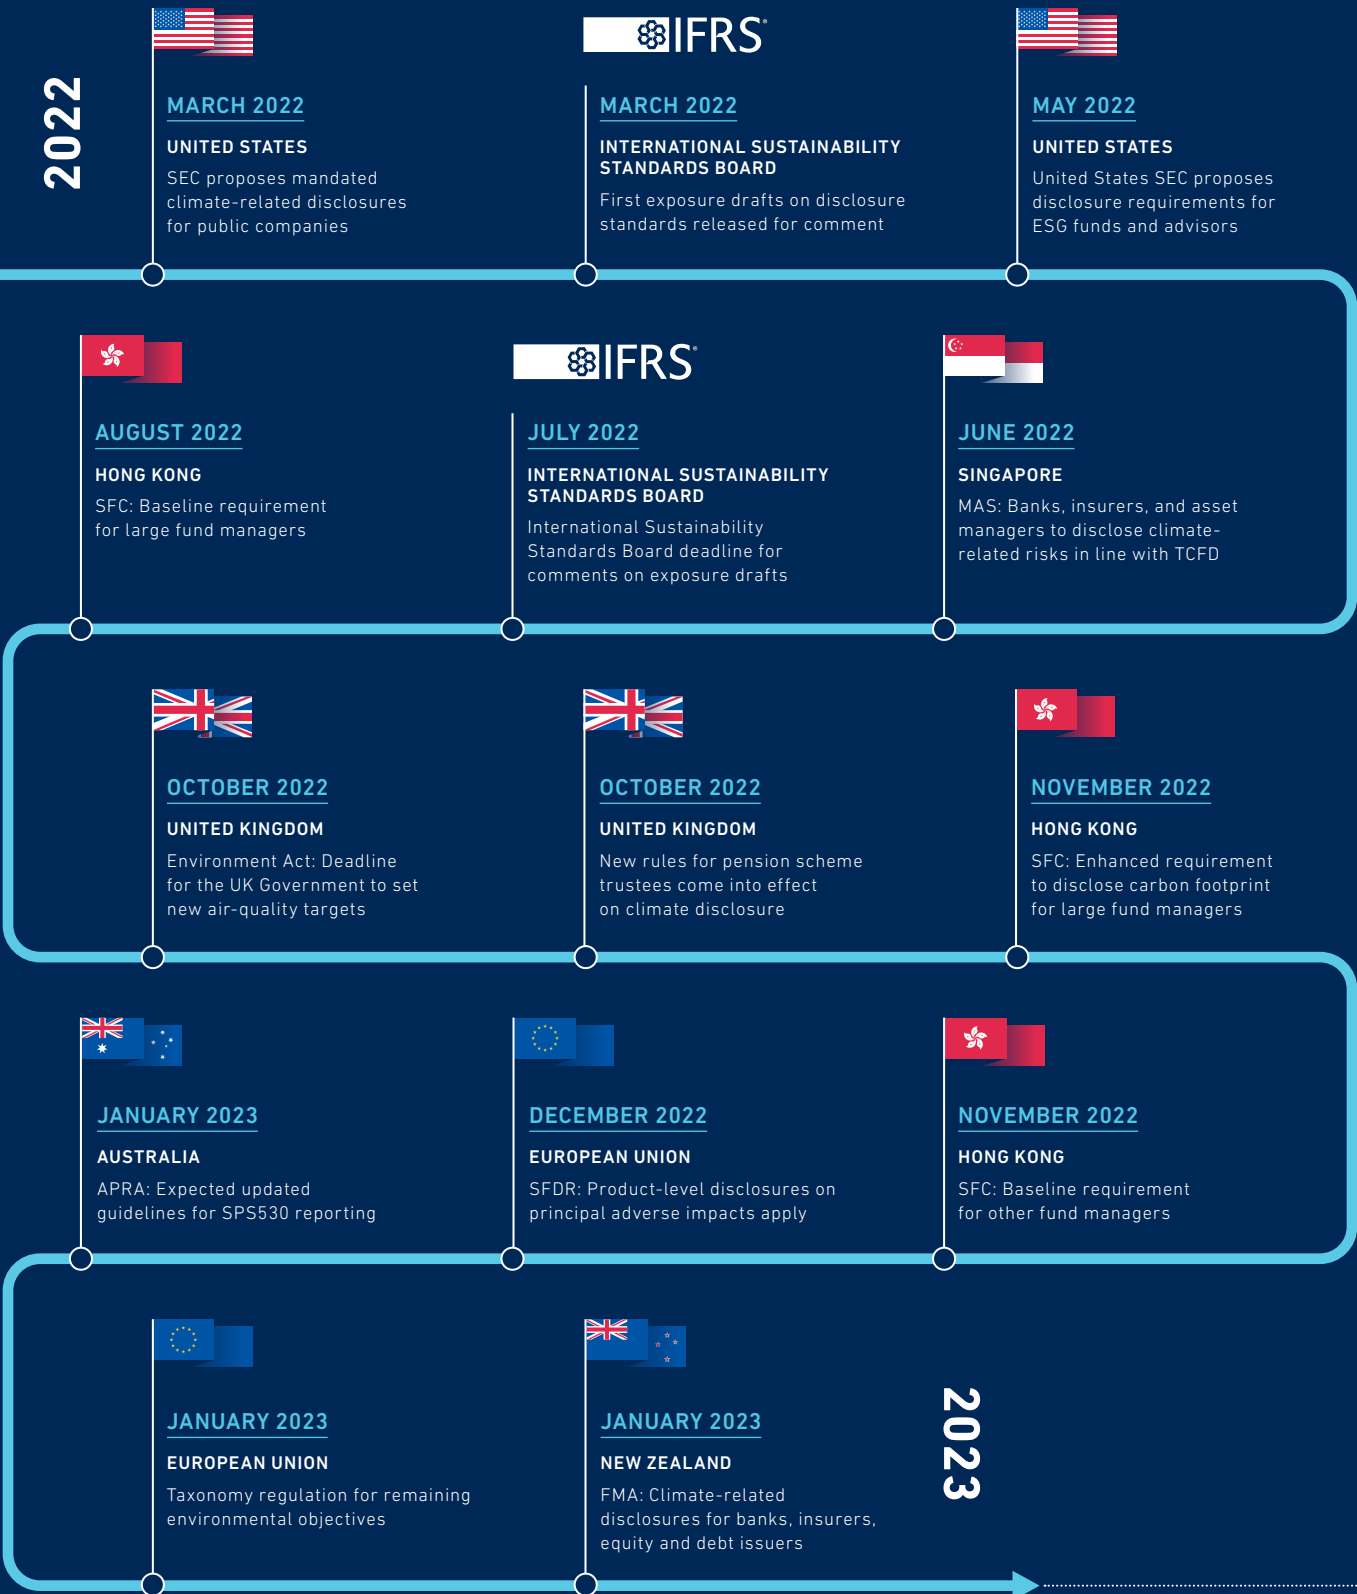 2022
IFRS®
MARCH 2022
UNITED STATES
SEC proposes mandated
climate-related disclosures
for public companies
MARCH 2022
INTERNATIONAL SUSTAINABILITY
STANDARDS BOARD
First exposure drafts on disclosure
standards released for comment
MAY 2022
UNITED STATES
United States SEC proposes
disclosure requirements for
ESG funds and advisors
IFRS®
AUGUST 2022
HONG KONG
SFC: Baseline requirement
for large fund managers
JULY 2022
INTERNATIONAL SUSTAINABILITY
STANDARDS BOARD
International Sustainability
Standards Board deadline for
comments on exposure drafts
JUNE 2022
SINGAPORE
MAS: Banks, insurers, and asset
managers to disclose climate-
related risks in line with TCFD
OCTOBER 2022
UNITED KINGDOM
Environment Act: Deadline
for the UK Government to set
new air-quality targets
OCTOBER 2022
UNITED KINGDOM
New rules for pension scheme
trustees come into effect
on climate disclosure
NOVEMBER 2022
HONG KONG
SFC: Enhanced requirement
to disclose carbon footprint
for large fund managers
JANUARY 2023
AUSTRALIA
APRA: Expected updated
guidelines for SPS530 reporting
DECEMBER 2022
EUROPEAN UNION
SFDR: Product-level disclosures on
principal adverse impacts apply
NOVEMBER 2022
HONG KONG
SFC: Baseline requirement
for other fund managers
JANUARY 2023
EUROPEAN UNION
Taxonomy regulation for remaining
environmental objectives
JANUARY 2023
NEW ZEALAND
FMA: Climate-related
disclosures for banks, insurers,
equity and debt issuers
2023